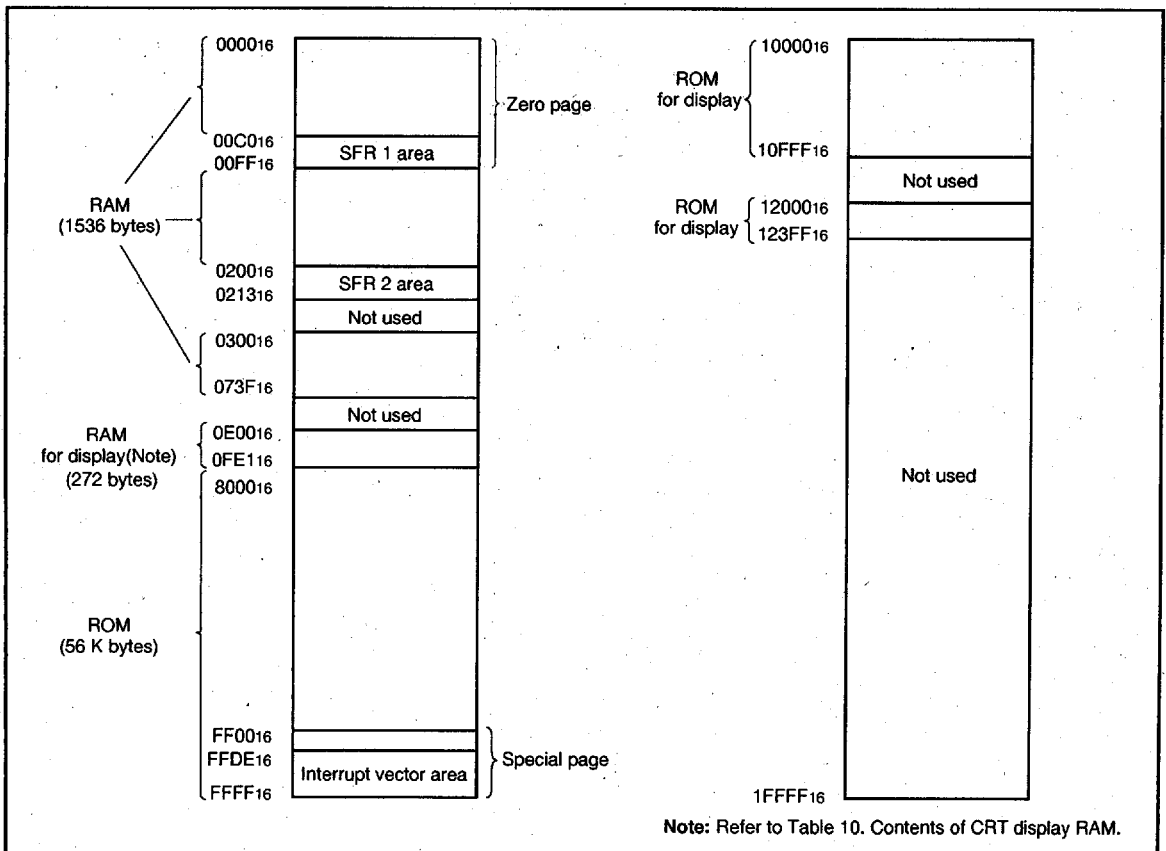 000016
00C016
SFR 1 area
00FF16
Zero page
RAM
(1536 bytes)
020016
SFR 2 area
021316
Not used
030016
073F16
Not used
RAM
for display(Note)
(272 bytes)
0E0016
0FE116
800016
ROM
(56 K bytes)
FF0016
FFDE16
Interrupt vector area
FFFF16
Special page
1000016
ROM
for display
10FFF16
Not used
ROM
for display
1200016
123FF16
Not used
1FFFF16
Note: Refer to Table 10. Contents of CRT display RAM.